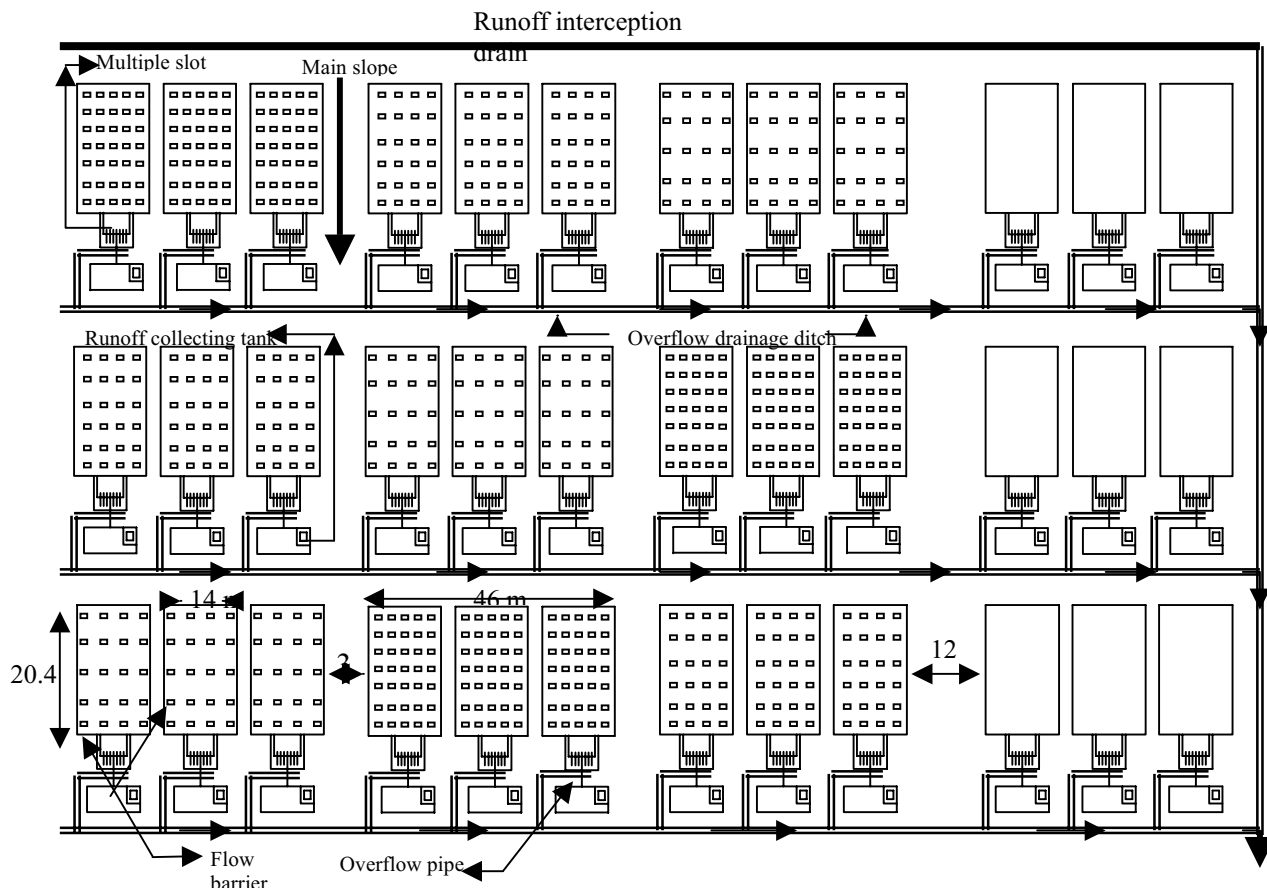 Runoff interception
drain
Multiple slot
Main slope
Runoff collecting tank
Overflow drainage ditch
14 m
46 m
20.4
12
Flow
barrier
Overflow pipe